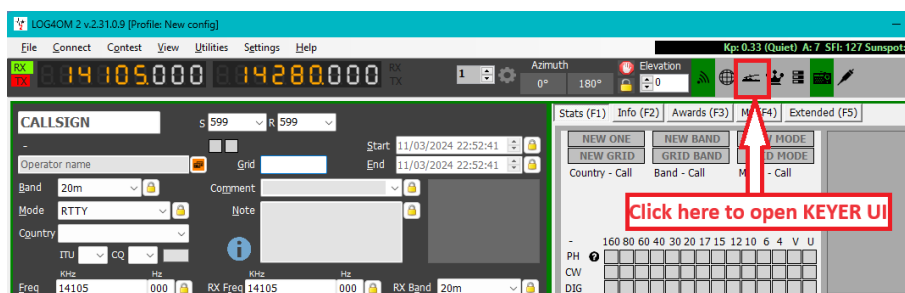 LOG4OM 2 v.2.31.0.9 [Profile: New config]
File Connect Contest View Utilities Settings Help
Kp: 0.33 (Quiet) A: 7 SFI: 127 Sunspot:
RX 14105.000 14280.000 RX
TX TX
1
Azimuth
0° 180°
Elevation
0
CALLSIGN
S 599 R 599
-
Start 11/03/2024 22:52:41
Operator name
Grid
End 11/03/2024 22:52:41
Band 20m
Comment
Mode RTTY
Note
Country
ITU CQ
KHz Hz KHz Hz
Freq 14105 000 RX Freq 14105 000 RX Band 20m
Stats (F1) Info (F2) Awards (F3) (F4) Extended (F5)
NEW ONE NEW BAND MODE
NEW GRID GRID BAND MODE
Country - Call Band - Call - Call
Click here to open KEYER UI
- 160 80 60 40 30 20 17 15 12 10 6 4 V U
PH
CW
DIG